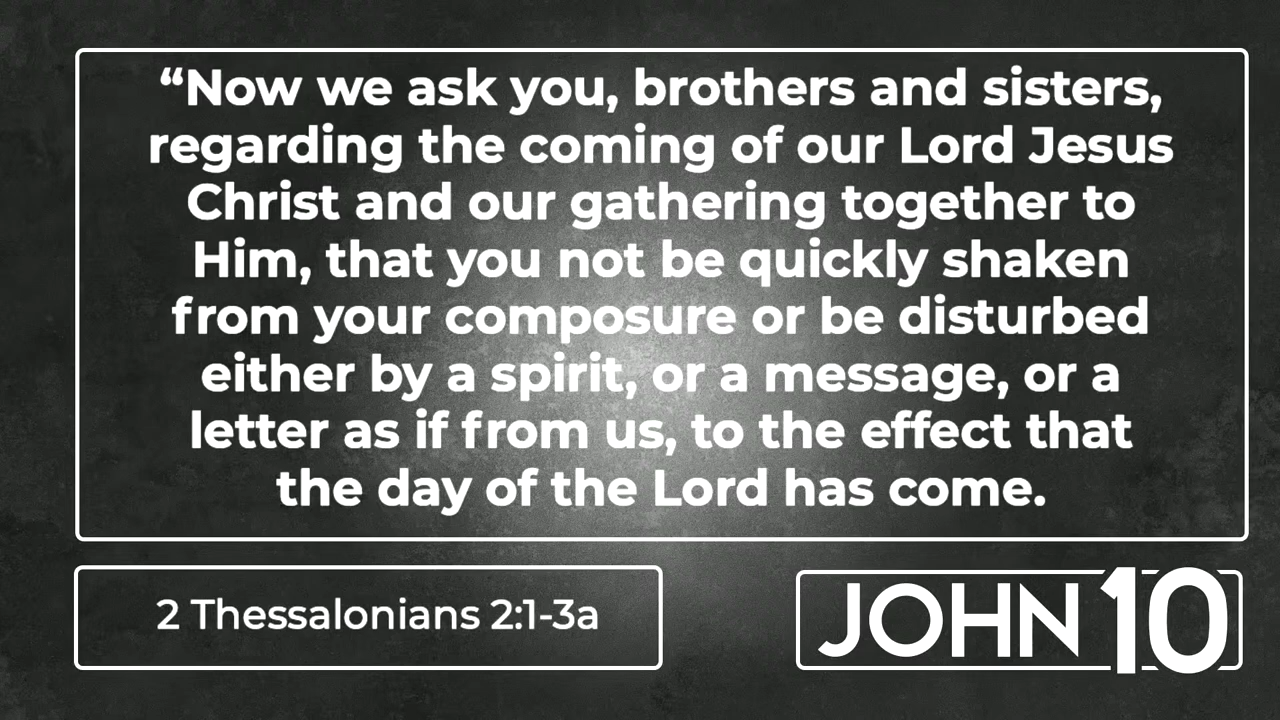 “Now we ask you, brothers and sisters,
regarding the coming of our Lord Jesus
Christ and our gathering together to
Him, that you not be quickly shaken
from your composure or be disturbed
either by a spirit, or a message, or a
letter as if from us, to the effect that
the day of the Lord has come.
2 Thessalonians 2:1-3a
JOHN 10